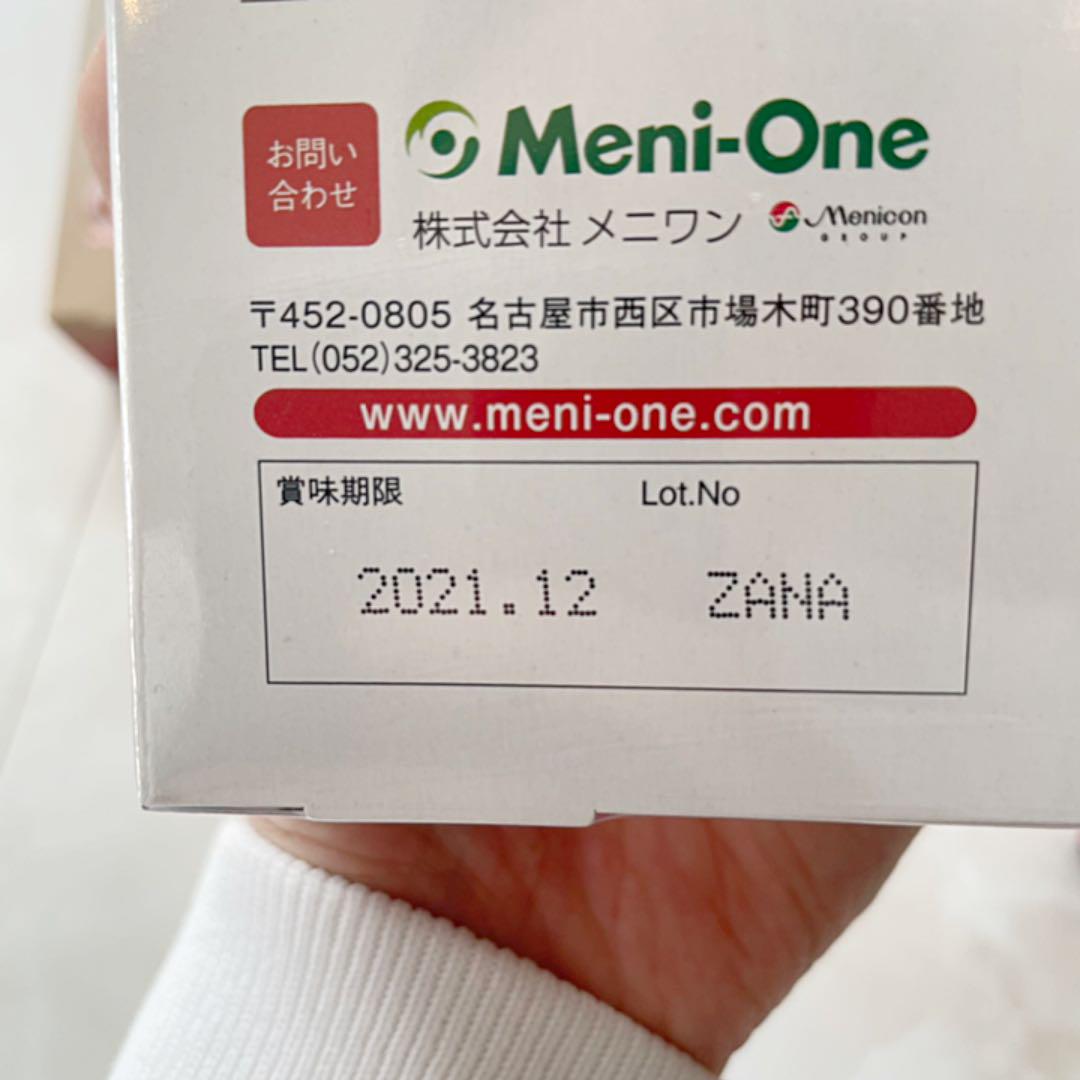 お問い
合わせ
Meni-One
株式会社 メニワン
Menicon
GROUP
〒452-0805 名古屋市西区市場木町390番地
TEL(052)325-3823
www.meni-one.com
賞味期限 Lot.No
2021.12 ZANA